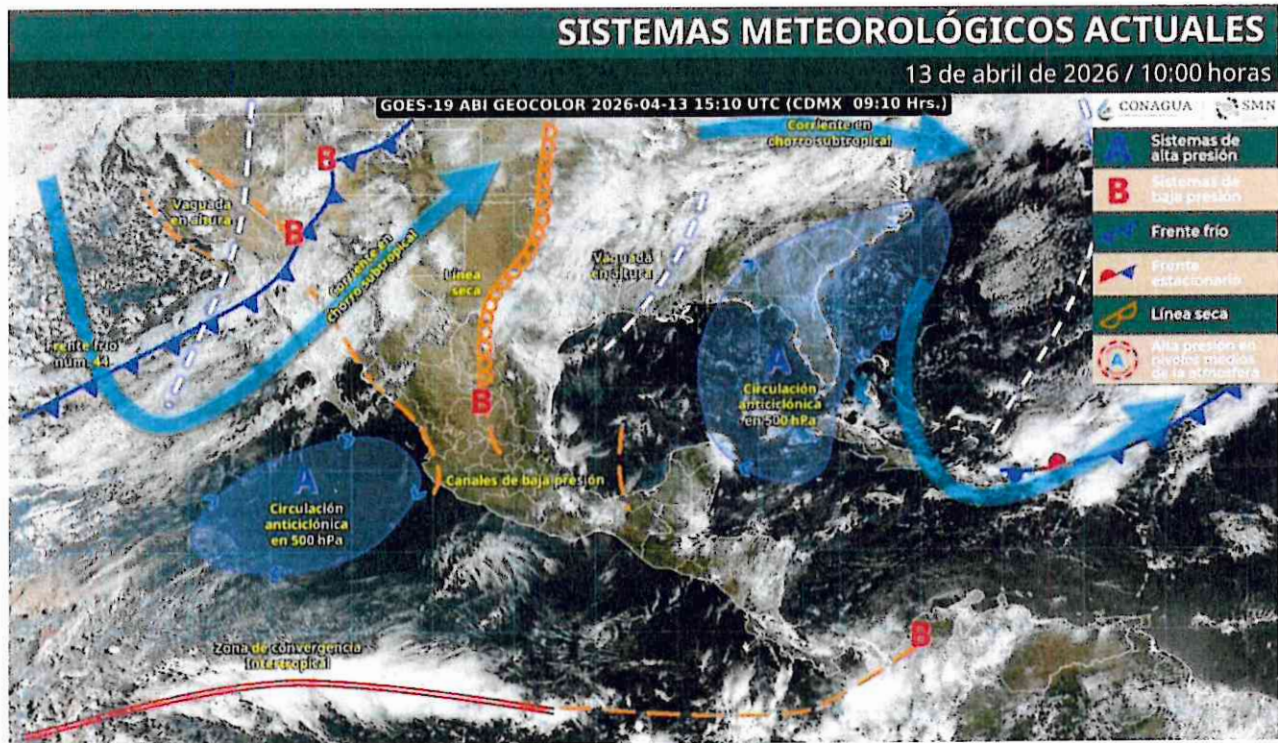 SISTEMAS METEOROLÓGICOS ACTUALES
13 de abril de 2026 / 10:00 horas
GOES-19 ABI GEOCOLOR 2026-04-13 15:10 UTC (CDMX 09:10 Hrs.)
CONAGUA
SMN
A
Sistemas de
alta presión
B
Sistemas de
baja presión
Frente frío
Frente
estacionario
Línea seca
A
Alta presión en
niveles medios
de la atmósfera
Corriente en
chorro subtropical
B
Vaguada
en altura
B
Corriente en
chorro subtropical
Línea
seca
Vaguada
en altura
Frente frío
núm. 44
A
Circulación
anticiclónica
en 500 hPa
B
Canales de baja presión
A
Circulación
anticiclónica
en 500 hPa
Zona de convergencia
Intertropical
B